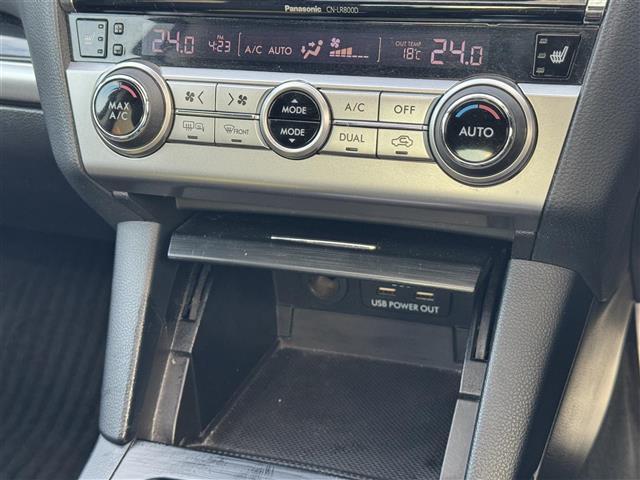 Panasonic CN-LR800D
24.0 PM 4:23 A/C AUTO OUT TEMP 18°C 24.0
MAX A/C MODE A/C OFF AUTO
FRONT MODE DUAL
USB POWER OUT